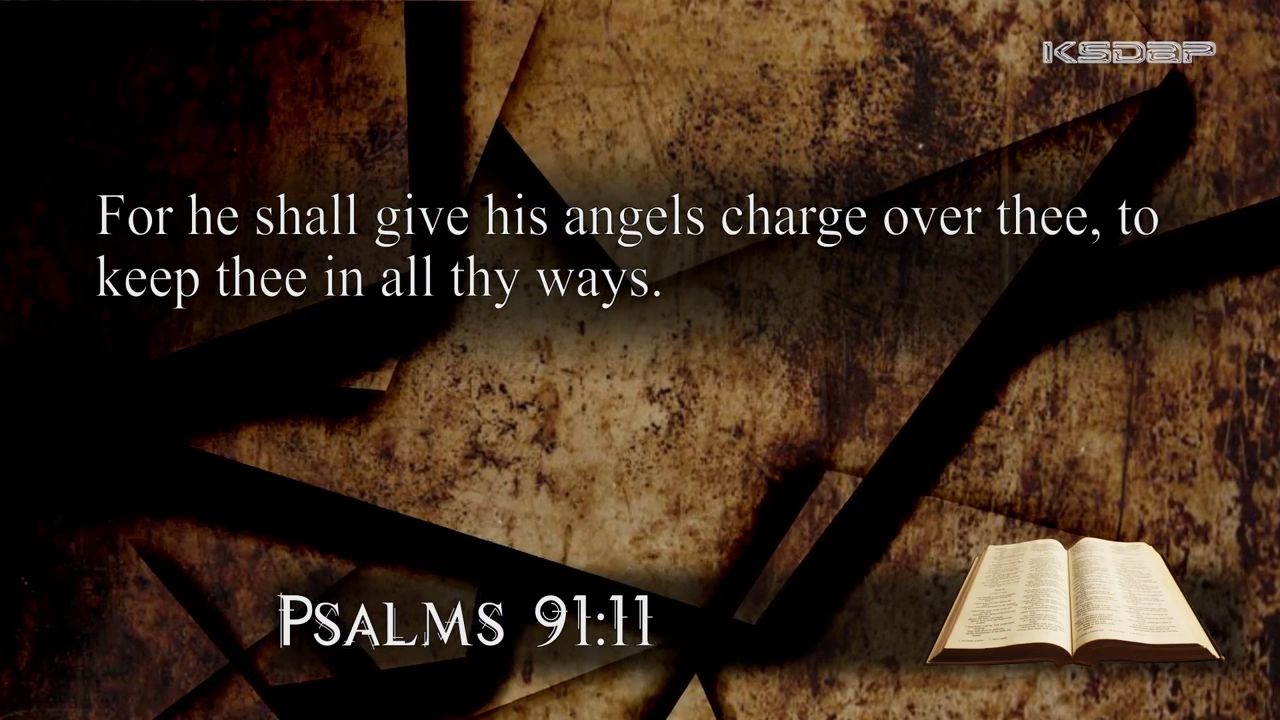 KSDBP
For he shall give his angels charge over thee, to
keep thee in all thy ways.
Psalms 91:11